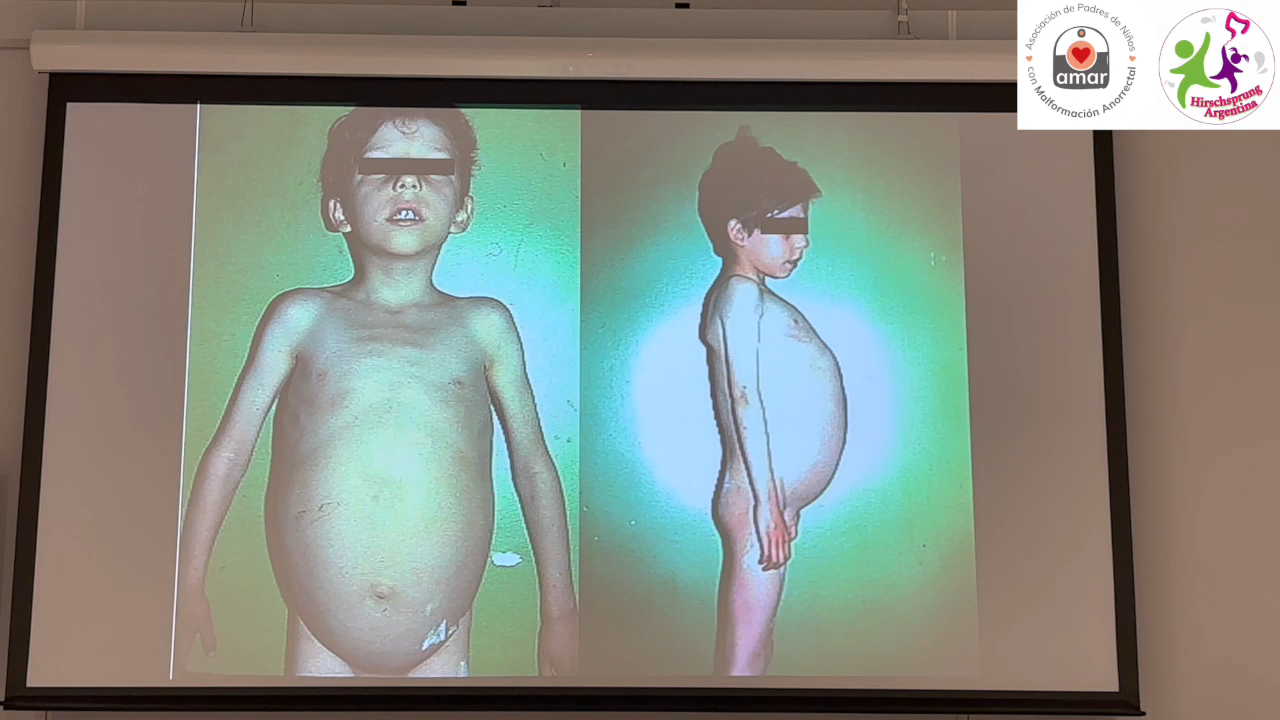 Asociación de Padres de Niños
con Malformación Anorrectal
amar
Hirschsprung
Argentina